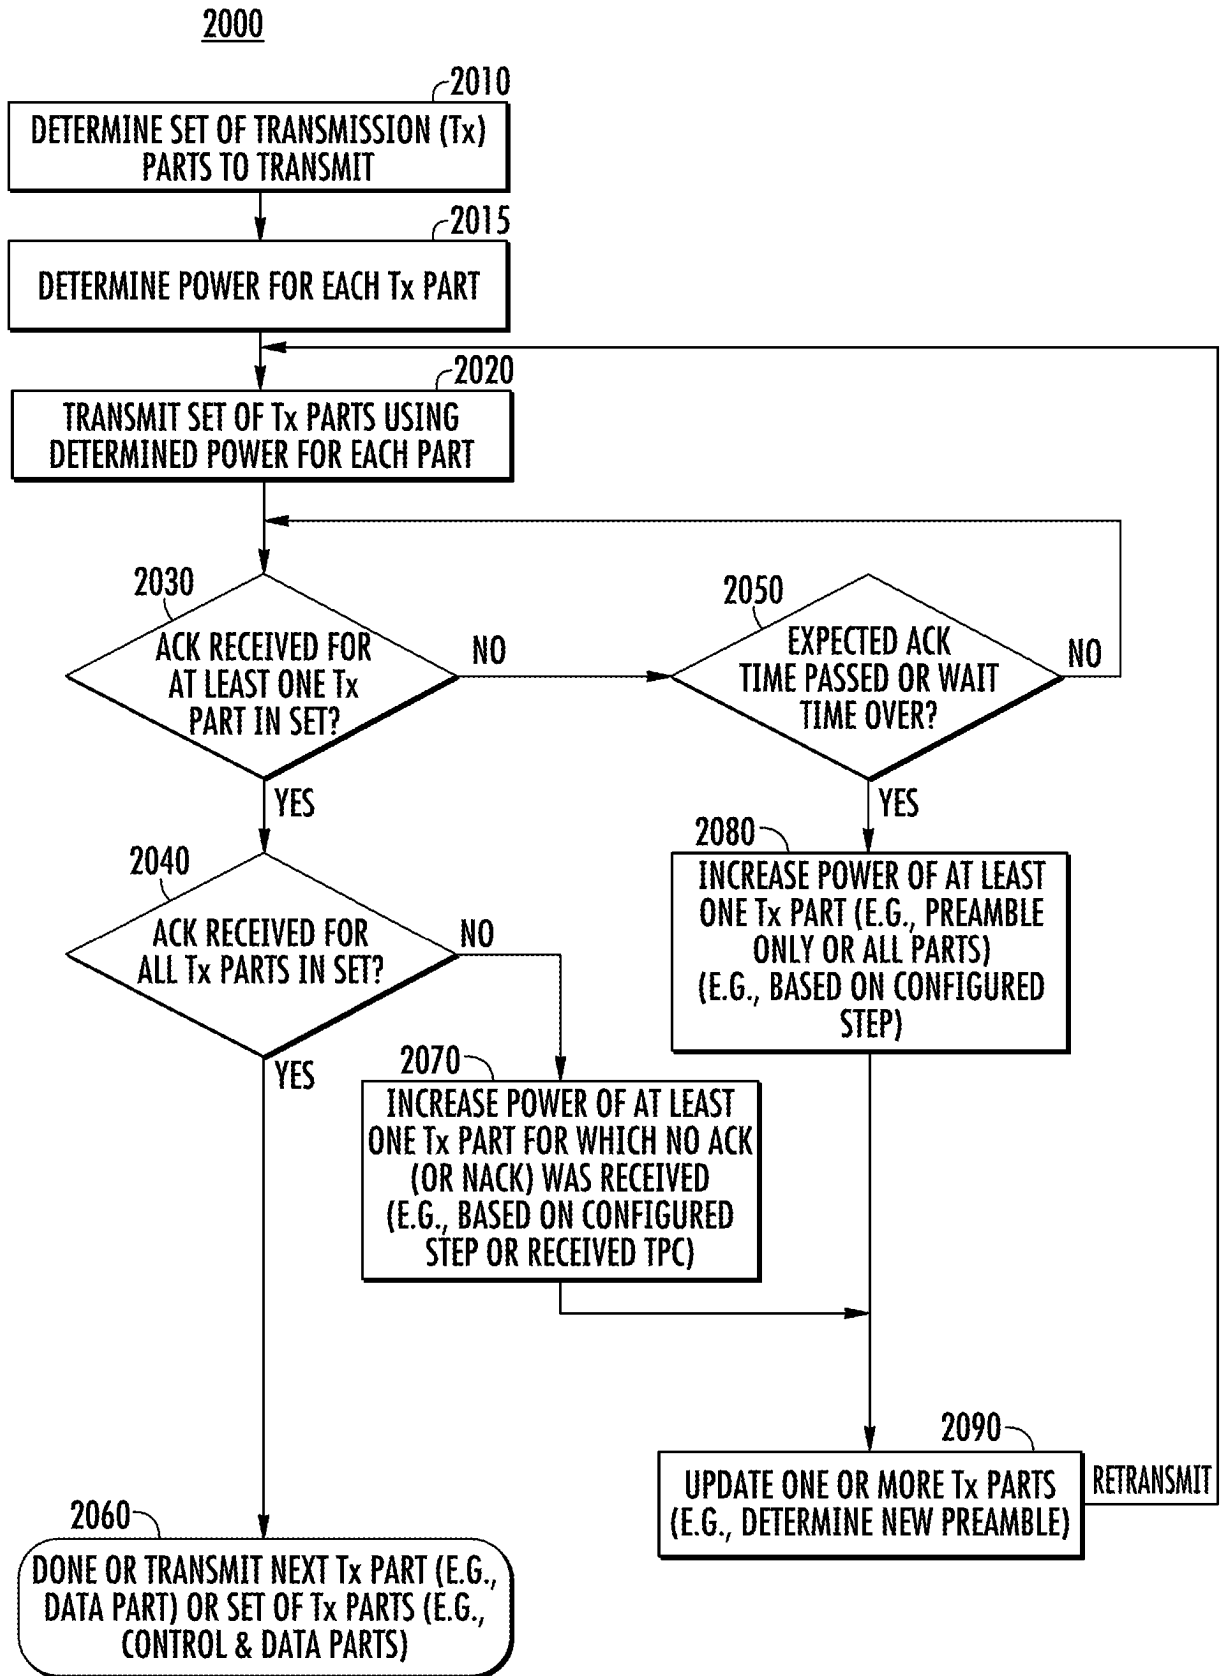 2000
2010
DETERMINE SET OF TRANSMISSION (Tx)
PARTS TO TRANSMIT
2015
DETERMINE POWER FOR EACH Tx PART
2020
TRANSMIT SET OF Tx PARTS USING
DETERMINED POWER FOR EACH PART
2030
ACK RECEIVED FOR
AT LEAST ONE Tx
PART IN SET?
NO
YES
2050
EXPECTED ACK
TIME PASSED OR WAIT
TIME OVER?
NO
YES
2040
ACK RECEIVED FOR
ALL Tx PARTS IN SET?
NO
YES
2080
INCREASE POWER OF AT LEAST
ONE Tx PART (E.G., PREAMBLE
ONLY OR ALL PARTS)
(E.G., BASED ON CONFIGURED
STEP)
2070
INCREASE POWER OF AT LEAST
ONE Tx PART FOR WHICH NO ACK
(OR NACK) WAS RECEIVED
(E.G., BASED ON CONFIGURED
STEP OR RECEIVED TPC)
2090
UPDATE ONE OR MORE Tx PARTS
(E.G., DETERMINE NEW PREAMBLE)
RETRANSMIT
2060
DONE OR TRANSMIT NEXT Tx PART (E.G.,
DATA PART) OR SET OF Tx PARTS (E.G.,
CONTROL & DATA PARTS)